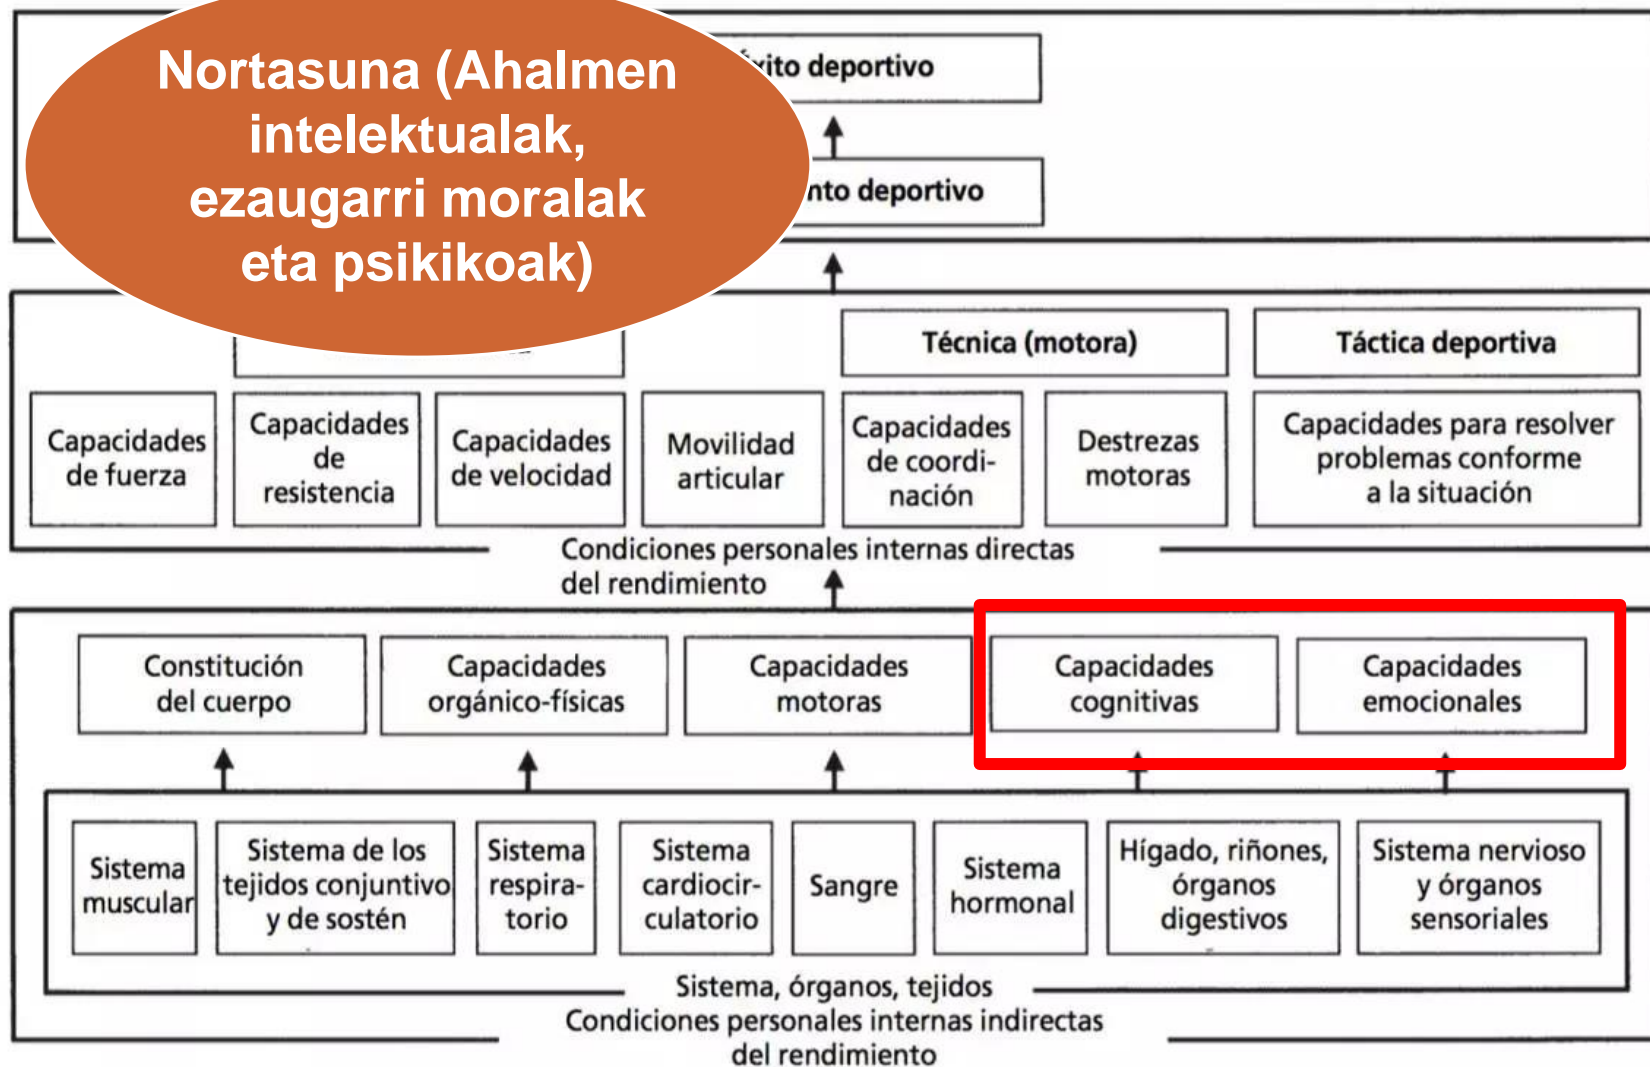 Nortasuna (Ahalmen
intelektualak,
ezaugarri moralak
eta psikikoak)
deportivo
deportivo
Técnica (motora)
Táctica deportiva
Capacidades
de fuerza
Capacidades
de
resistencia
Capacidades
de velocidad
Movilidad
articular
Capacidades
de coordi-
nación
Destrezas
motoras
Capacidades para resolver
problemas conforme
a la situación
Condiciones personales internas directas
del rendimiento
Constitución
del cuerpo
Capacidades
orgánico-físicas
Capacidades
motoras
Capacidades
cognitivas
Capacidades
emocionales
Sistema
muscular
Sistema de los
tejidos conjuntivo
y de sostén
Sistema
respira-
torio
Sistema
cardiocir-
culatorio
Sangre
Sistema
hormonal
Hígado, riñones,
órganos
digestivos
Sistema nervioso
y órganos
sensoriales
Sistema, órganos, tejidos
Condiciones personales internas indirectas
del rendimiento